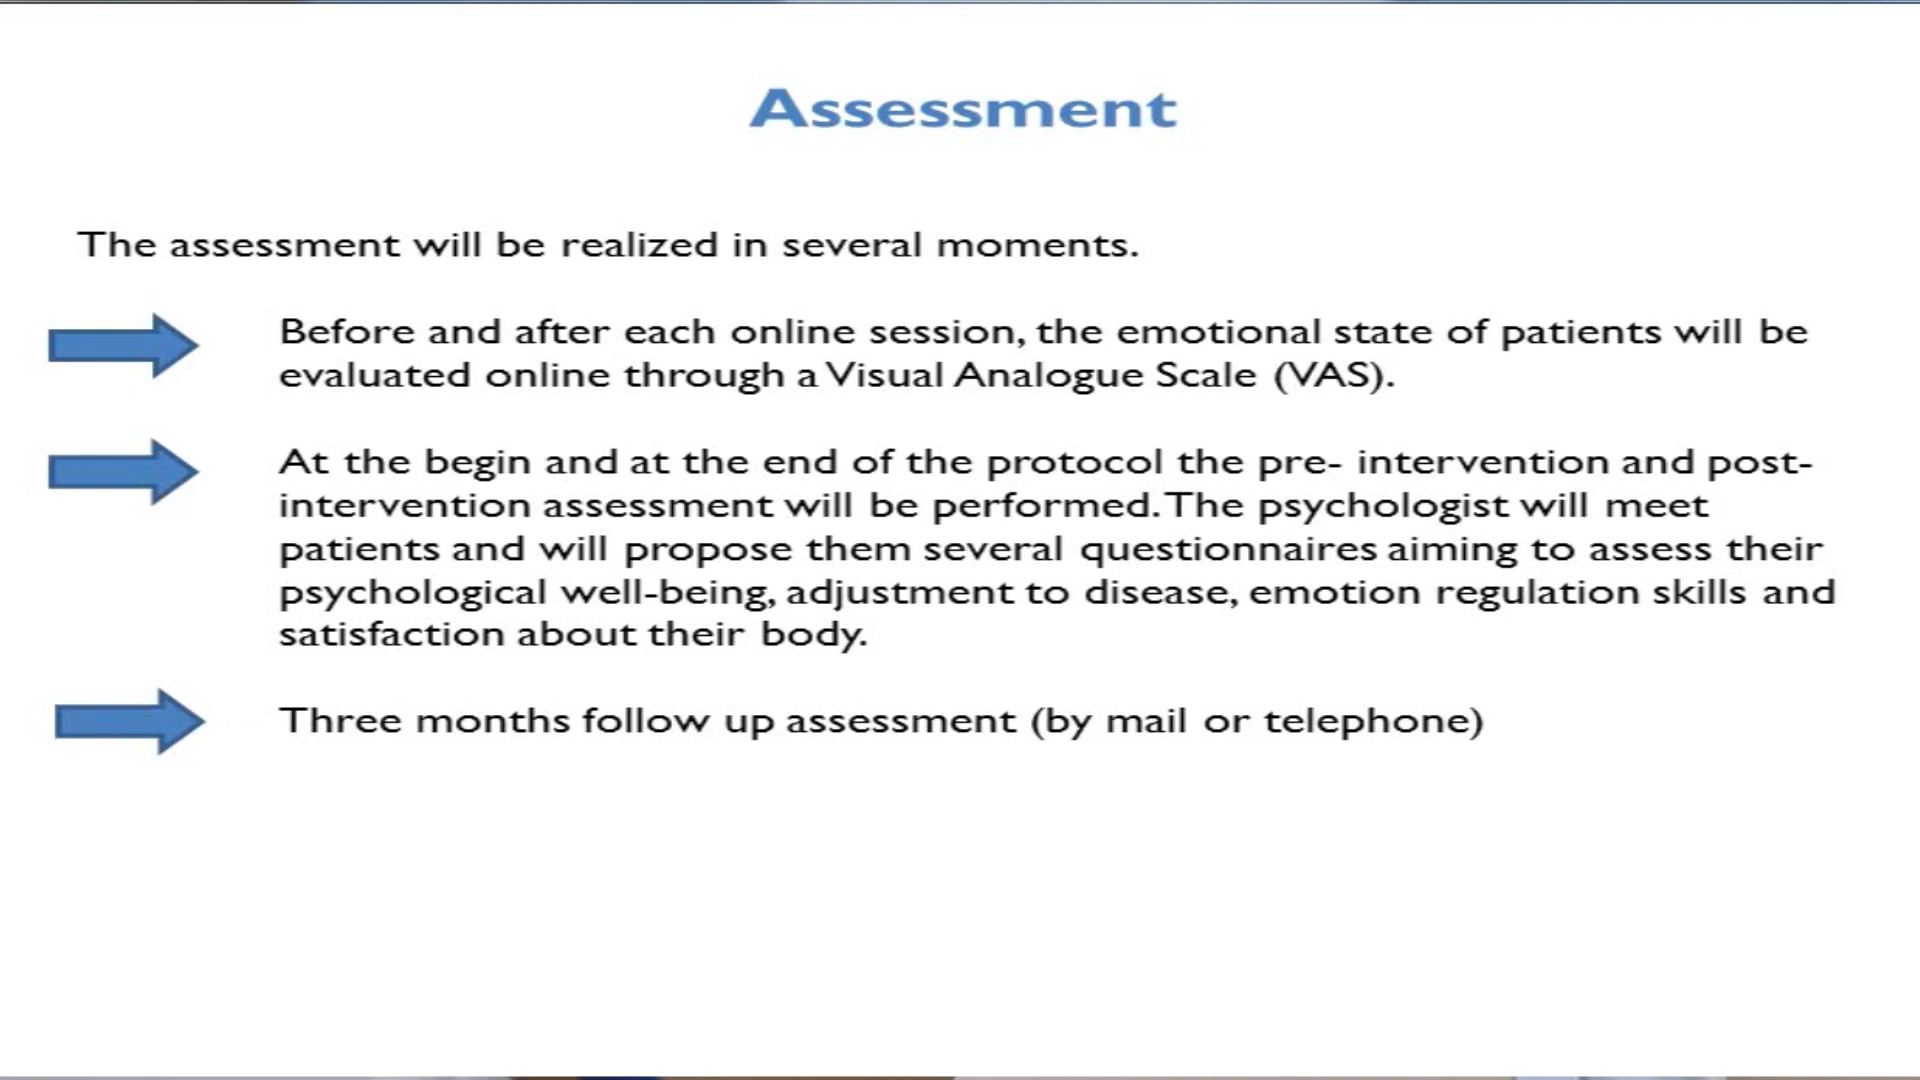 Assessment
The assessment will be realized in several moments.
Before and after each online session, the emotional state of patients will be
evaluated online through a Visual Analogue Scale (VAS).
At the begin and at the end of the protocol the pre- intervention and post-
intervention assessment will be performed. The psychologist will meet
patients and will propose them several questionnaires aiming to assess their
psychological well-being, adjustment to disease, emotion regulation skills and
satisfaction about their body.
Three months follow up assessment (by mail or telephone)